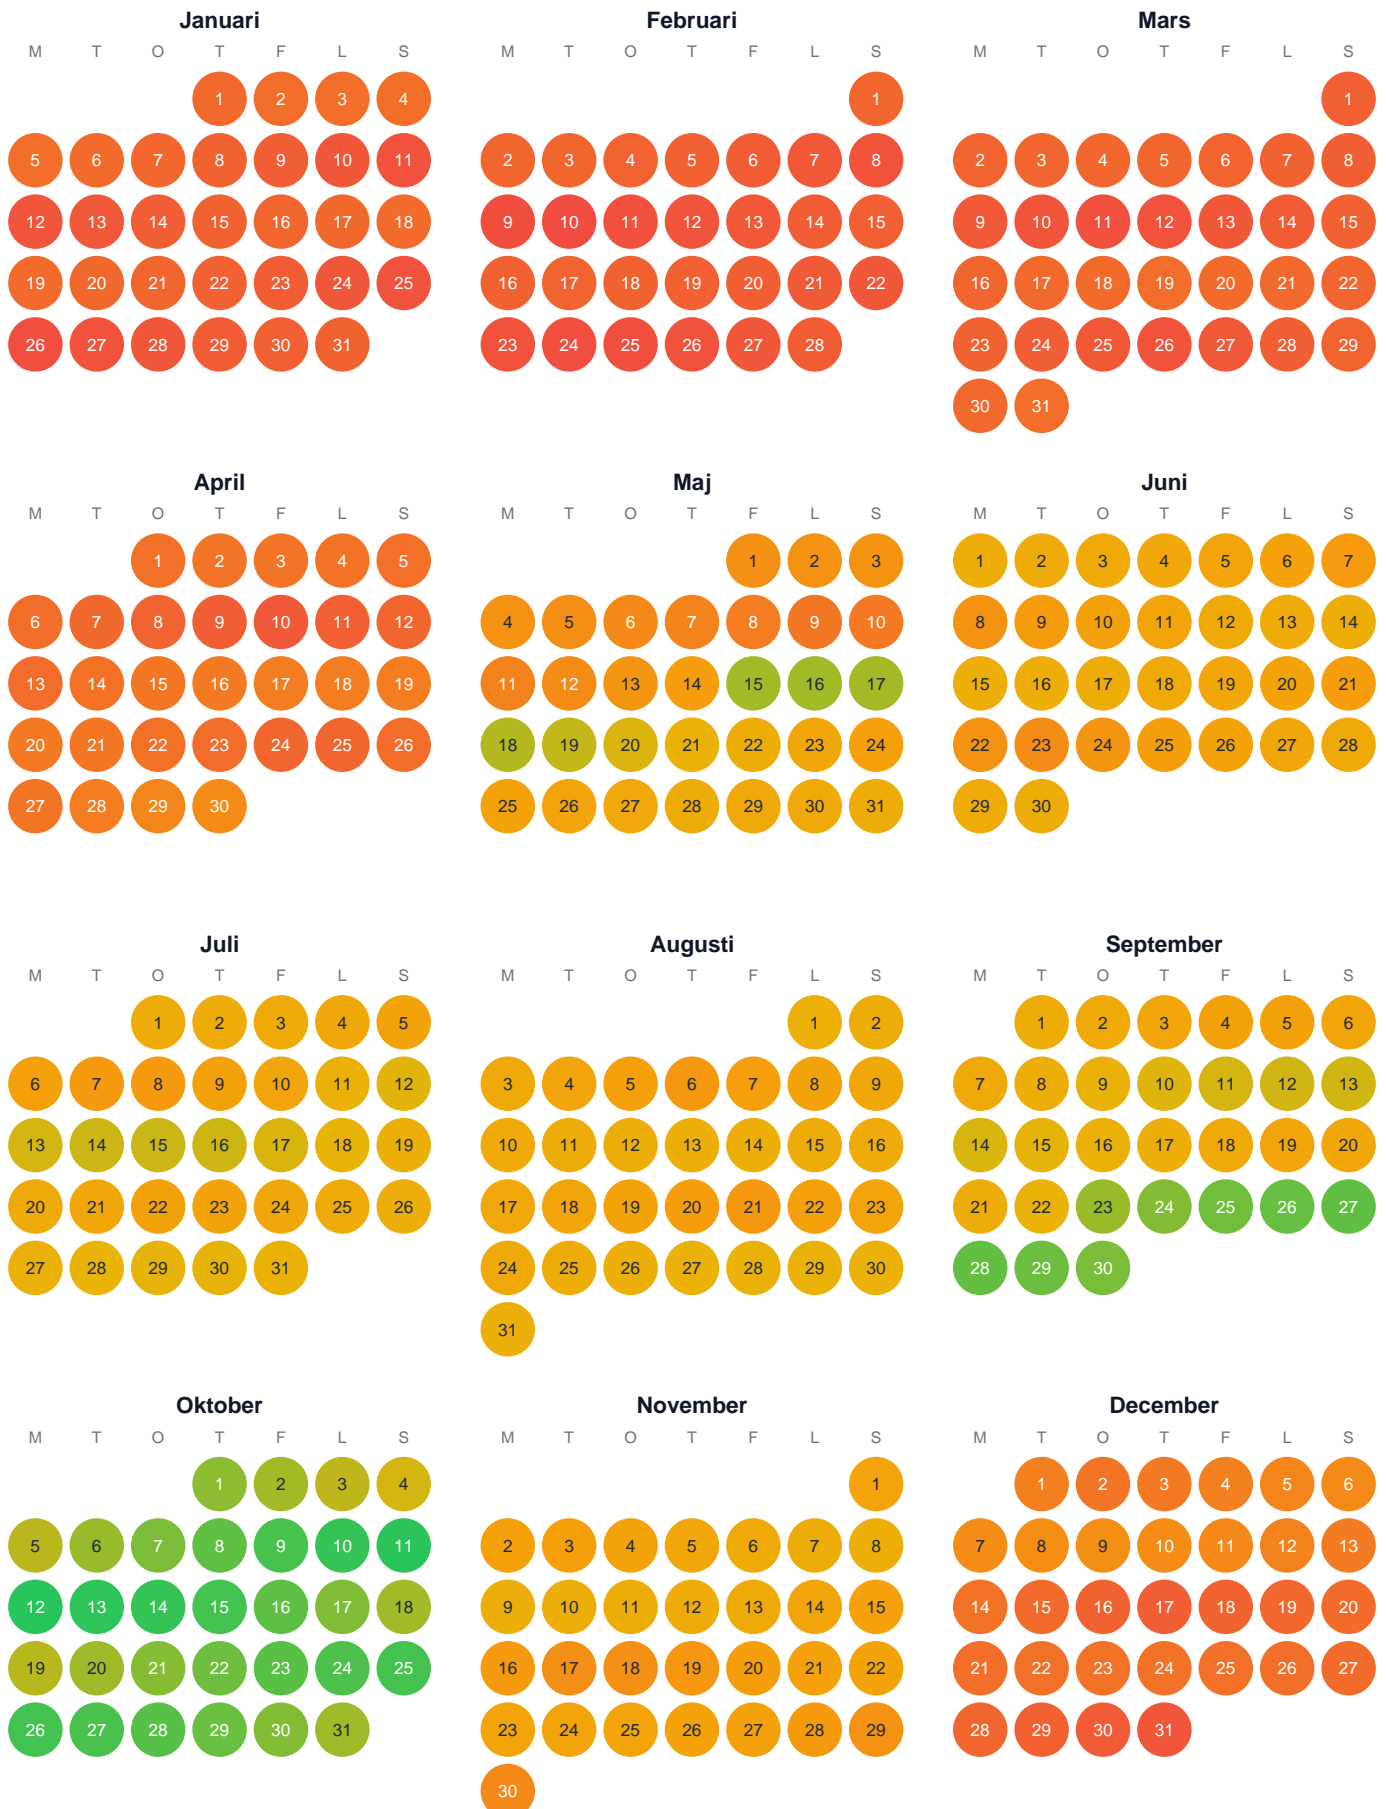 Januari Februari Mars
M T O T F L S M T O T F L S M T O T F L S
1 2 3 4 1 1
5 6 7 8 9 10 11 2 3 4 5 6 7 8 2 3 4 5 6 7 8
12 13 14 15 16 17 18 9 10 11 12 13 14 15 9 10 11 12 13 14 15
19 20 21 22 23 24 25 16 17 18 19 20 21 22 16 17 18 19 20 21 22
26 27 28 29 30 31 23 24 25 26 27 28 23 24 25 26 27 28 29
30 31
April Maj Juni
M T O T F L S M T O T F L S M T O T F L S
1 2 3 4 5 1 2 3 1 2 3 4 5 6 7
6 7 8 9 10 11 12 4 5 6 7 8 9 10 8 9 10 11 12 13 14
13 14 15 16 17 18 19 11 12 13 14 15 16 17 15 16 17 18 19 20 21
20 21 22 23 24 25 26 18 19 20 21 22 23 24 22 23 24 25 26 27 28
27 28 29 30 25 26 27 28 29 30 31 29 30
Juli Augusti September
M T O T F L S M T O T F L S M T O T F L S
1 2 3 4 5 1 2 1 2 3 4 5 6
6 7 8 9 10 11 12 3 4 5 6 7 8 9 7 8 9 10 11 12 13
13 14 15 16 17 18 19 10 11 12 13 14 15 16 14 15 16 17 18 19 20
20 21 22 23 24 25 26 17 18 19 20 21 22 23 21 22 23 24 25 26 27
27 28 29 30 31 24 25 26 27 28 29 30 28 29 30
31
Oktober November December
M T O T F L S M T O T F L S M T O T F L S
1 2 3 4 1 1 2 3 4 5 6
5 6 7 8 9 10 11 2 3 4 5 6 7 8 7 8 9 10 11 12 13
12 13 14 15 16 17 18 9 10 11 12 13 14 15 14 15 16 17 18 19 20
19 20 21 22 23 24 25 16 17 18 19 20 21 22 21 22 23 24 25 26 27
26 27 28 29 30 31 23 24 25 26 27 28 29 28 29 30 31
30